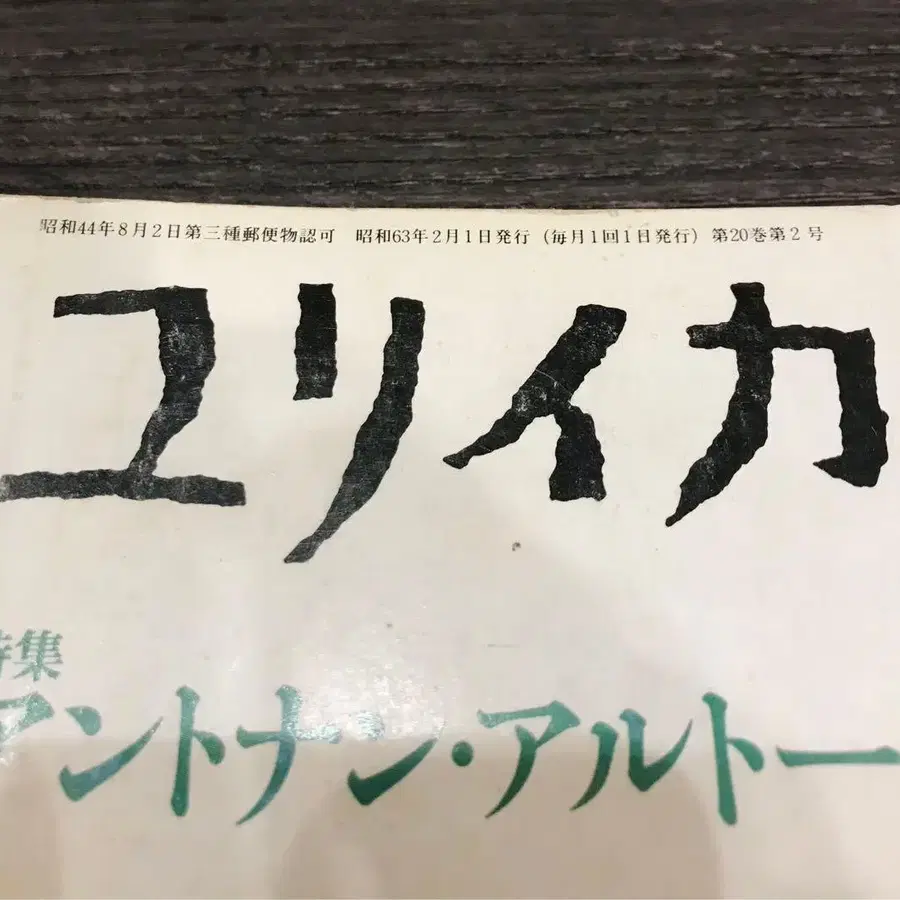 昭和44年8月2日第三種郵便物認可 昭和63年2月1日発行(毎月1回1日発行)第20巻第2号
ユリイカ
特集
アントナン・アルトー